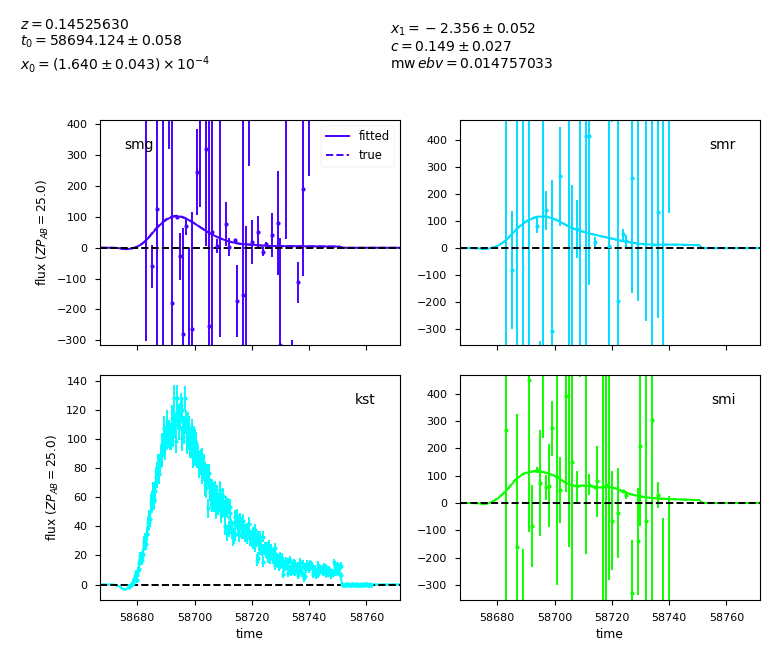 z = 0.14525630
t₀ = 58694.124 ± 0.058
x₀ = (1.640 ± 0.043) × 10⁻⁴
x₁ = −2.356 ± 0.052
c = 0.149 ± 0.027
mw ebv = 0.014757033
smg
fitted
true
400
300
200
100
0
−100
−200
−300
flux (ZP_AB = 25.0)
smr
400
300
200
100
0
−100
−200
−300
kst
140
120
100
80
60
40
20
0
flux (ZP_AB = 25.0)
58680 58700 58720 58740 58760
time
smi
400
300
200
100
0
−100
−200
−300
58680 58700 58720 58740 58760
time